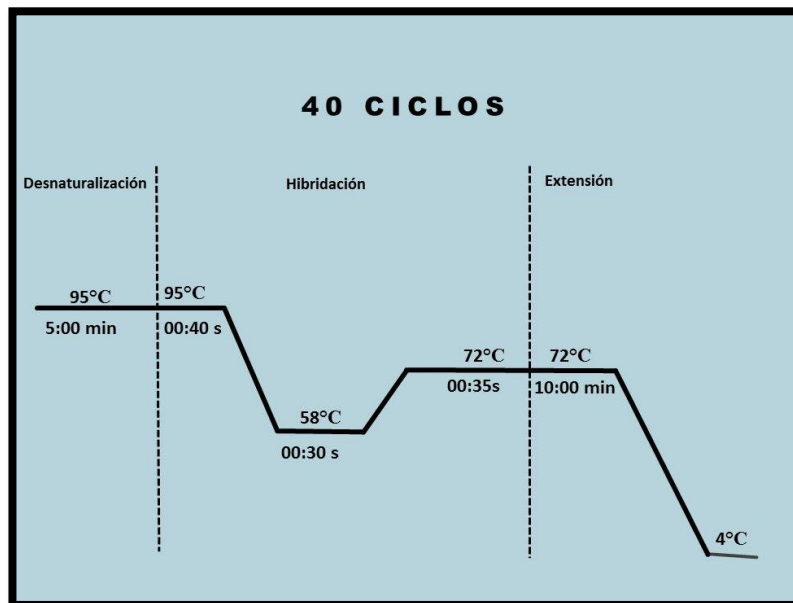 40 CICLOS
Desnaturalización
Hibridación
Extensión
95°C
5:00 min
95°C
00:40 s
58°C
00:30 s
72°C
00:35s
72°C
10:00 min
4°C